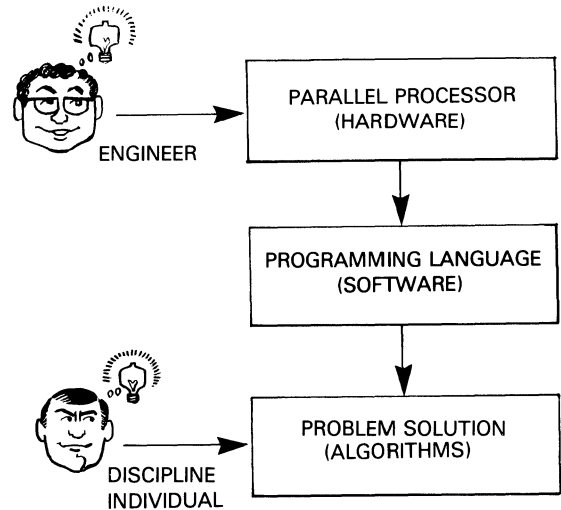 ENGINEER
PARALLEL PROCESSOR
(HARDWARE)
PROGRAMMING LANGUAGE
(SOFTWARE)
DISCIPLINE
INDIVIDUAL
PROBLEM SOLUTION
(ALGORITHMS)